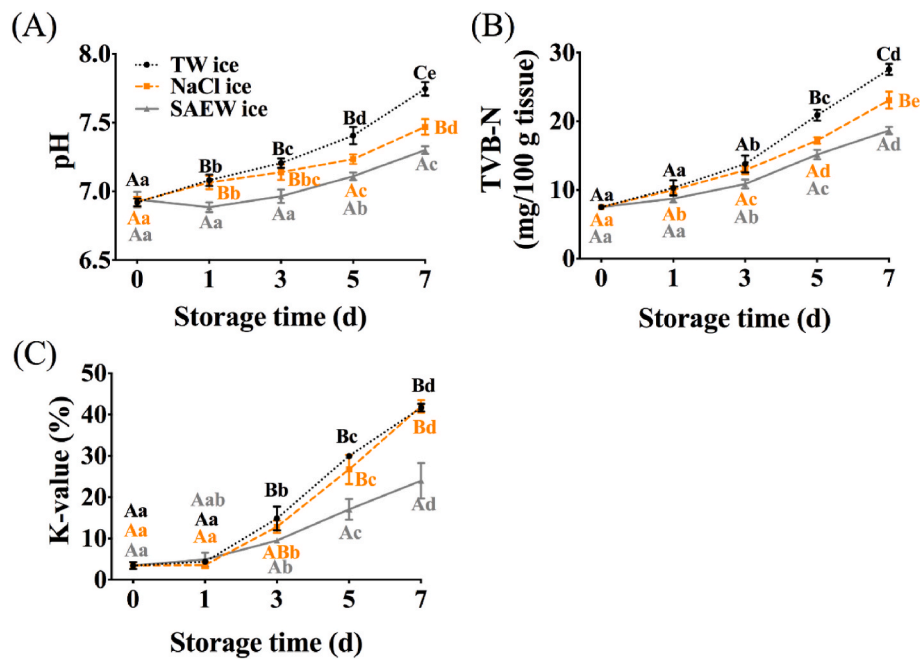 (A)
8.0
7.5
7.0
6.5
pH
TW ice
NaCl ice
SAEW ice
Aa
Aa
Aa
Bb
Bb
Aa
Bc
Bbc
Aa
Bd
Ac
Ab
Ce
Bd
Ac
0 1 3 5 7
Storage time (d)
(B)
30
20
10
0
TVB-N
(mg/100 g tissue)
Aa
Aa
Aa
Aa
Ab
Aa
Ab
Ac
Ab
Bc
Ad
Ac
Cd
Be
Ad
0 1 3 5 7
Storage time (d)
(C)
50
40
30
20
10
0
K-value (%)
Aa
Aa
Aa
Aab
Aa
Aa
Bb
ABb
Ab
Bc
Bc
Ac
Bd
Bd
Ad
0 1 3 5 7
Storage time (d)